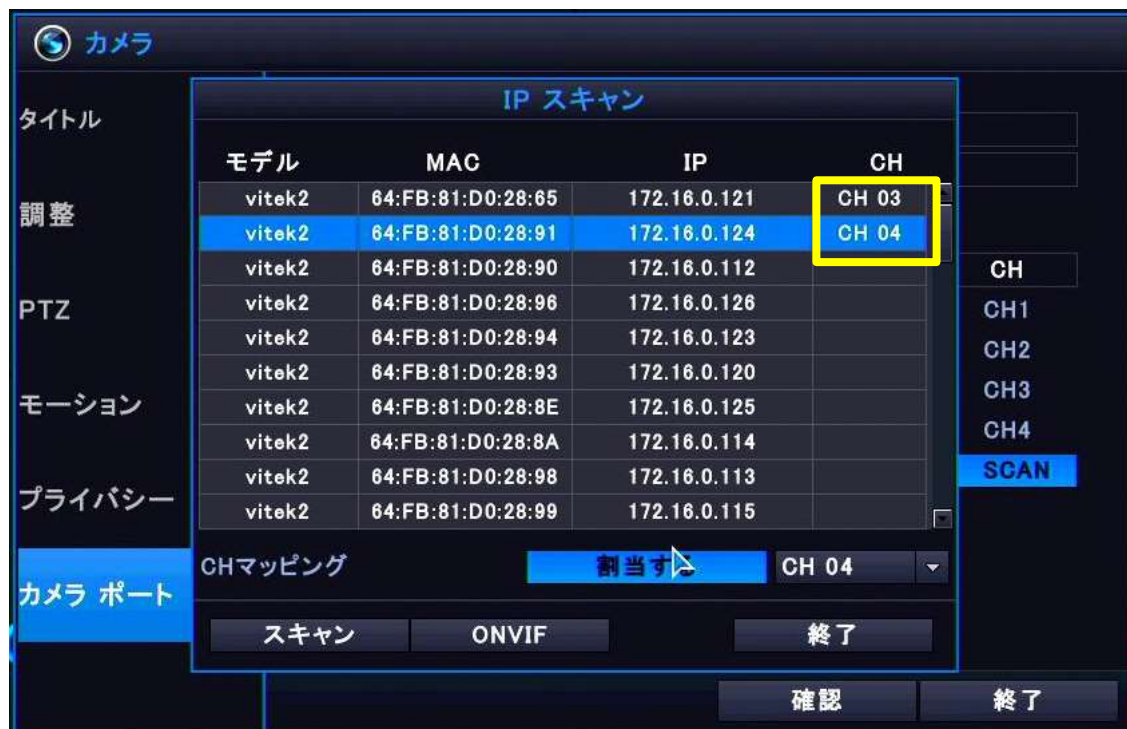 カメラ
タイトル
調整
PTZ
モーション
プライバシー
カメラ ポート
IP スキャン
モデル MAC IP CH
vitek2 64:FB:81:D0:28:65 172.16.0.121 CH 03
vitek2 64:FB:81:D0:28:91 172.16.0.124 CH 04
vitek2 64:FB:81:D0:28:90 172.16.0.112
vitek2 64:FB:81:D0:28:96 172.16.0.126
vitek2 64:FB:81:D0:28:94 172.16.0.123
vitek2 64:FB:81:D0:28:93 172.16.0.120
vitek2 64:FB:81:D0:28:8E 172.16.0.125
vitek2 64:FB:81:D0:28:8A 172.16.0.114
vitek2 64:FB:81:D0:28:98 172.16.0.113
vitek2 64:FB:81:D0:28:99 172.16.0.115
CHマッピング 割当する CH 04
スキャン ONVIF 終了
CH
CH1
CH2
CH3
CH4
SCAN
確認 終了